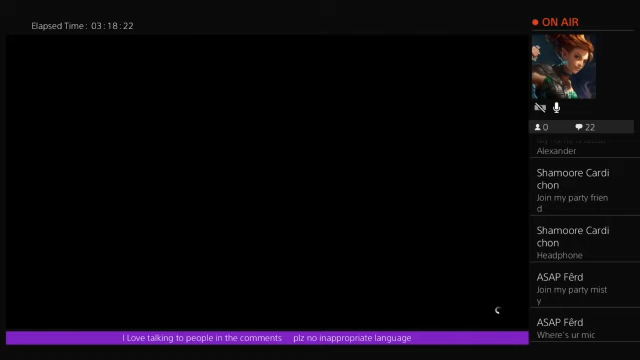 Elapsed Time : 03 : 18 : 22
ON AIR
0
22
Alexander
Shamoore Cardi
chon
Join my party frien
d
Shamoore Cardi
chon
Headphone
ASAP Fêrd
Join my party mist
y
ASAP Fêrd
Where's ur mic
I Love talking to people in the comments plz no inappropriate language